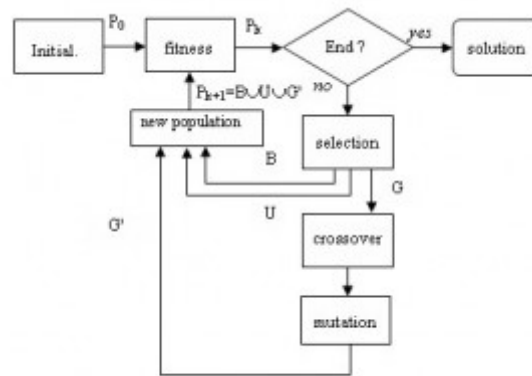 Initial.
P₀
fitness
Pₖ
End ?
yes
solution
no
Pₖ₊₁=B∪U∪G'
new population
selection
B
U
G
G'
crossover
mutation